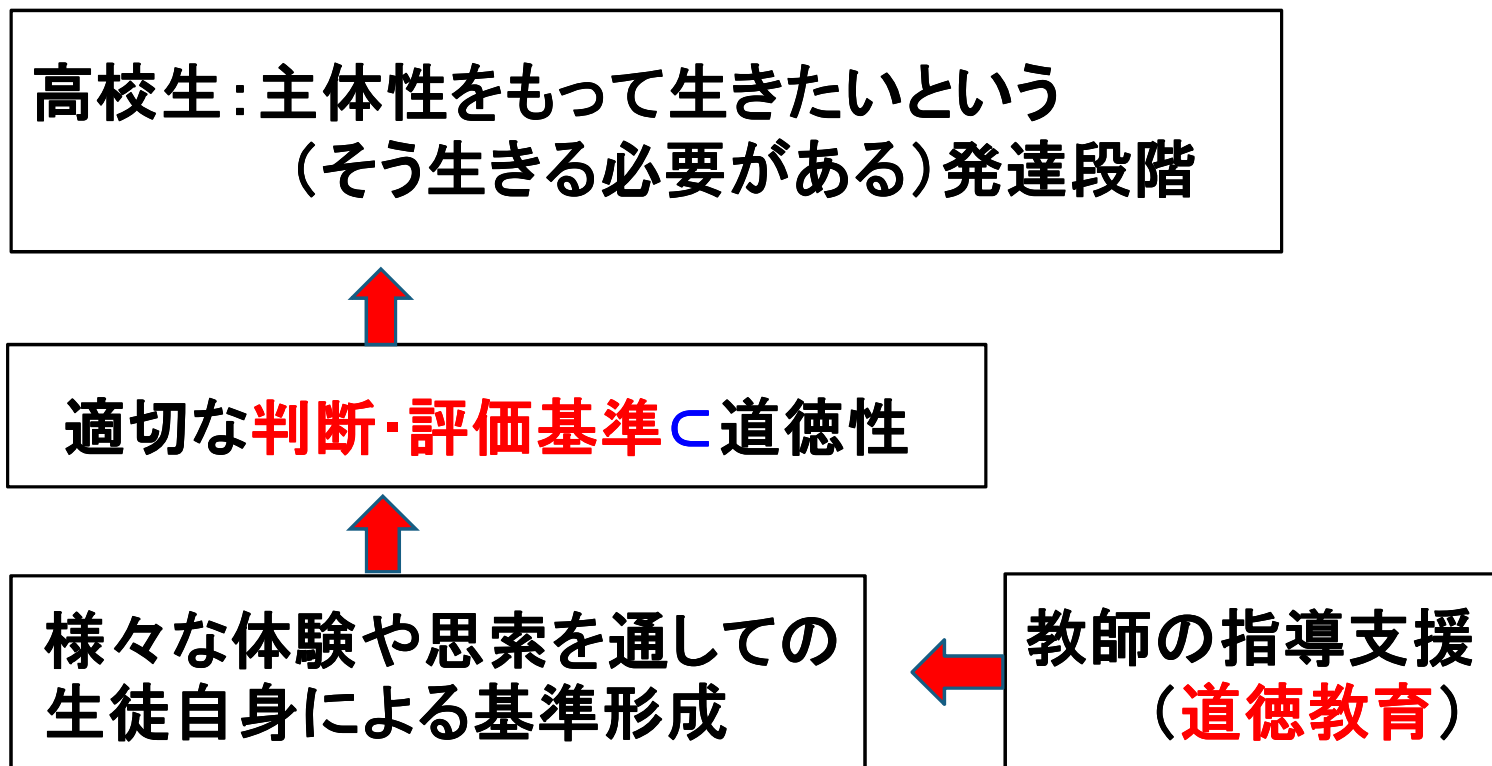 高校生：主体性をもって生きたいという
（そう生きる必要がある）発達段階
適切な判断・評価基準⊂道徳性
様々な体験や思索を通しての
生徒自身による基準形成
教師の指導支援
（道徳教育）